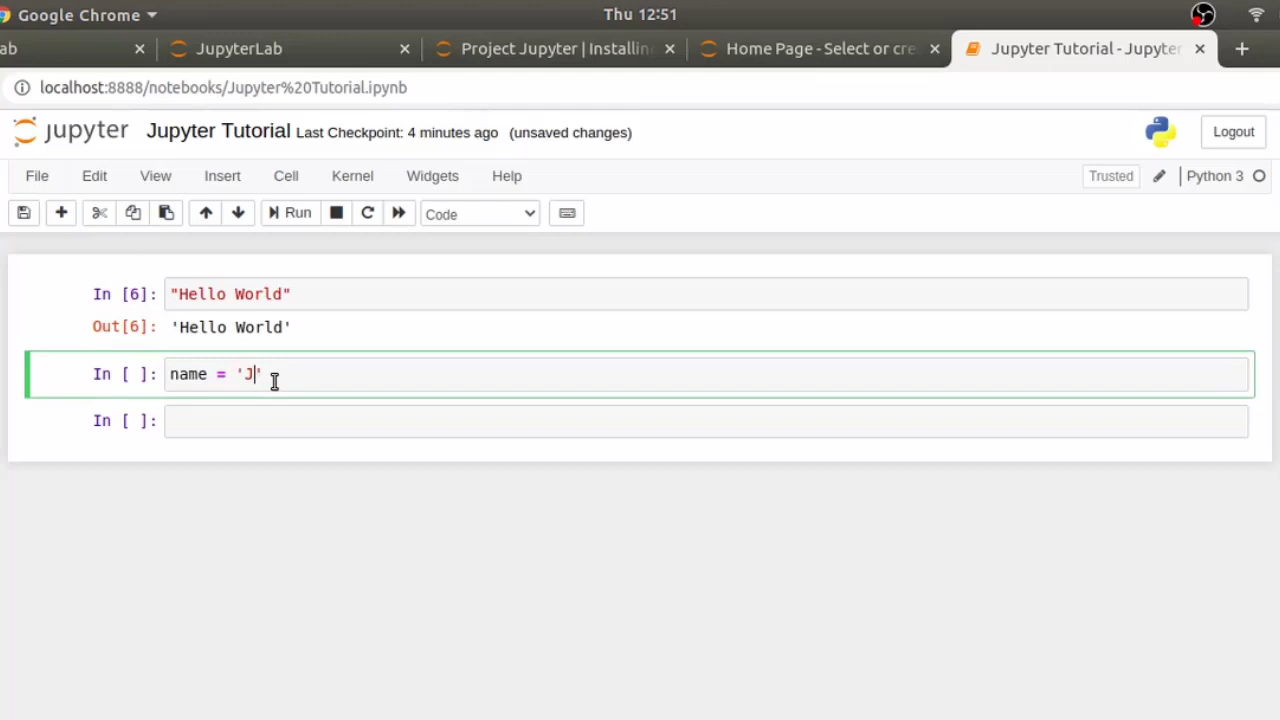 Google Chrome
Thu 12:51
ab
JupyterLab
Project Jupyter | Installin
Home Page - Select or cre
Jupyter Tutorial - Jupyter
localhost:8888/notebooks/Jupyter%20Tutorial.ipynb
jupyter Jupyter Tutorial Last Checkpoint: 4 minutes ago (unsaved changes)
Logout
File Edit View Insert Cell Kernel Widgets Help
Trusted Python 3
Run Code
In [6]: "Hello World"
Out[6]: 'Hello World'
In [ ]: name = 'J'
In [ ]: